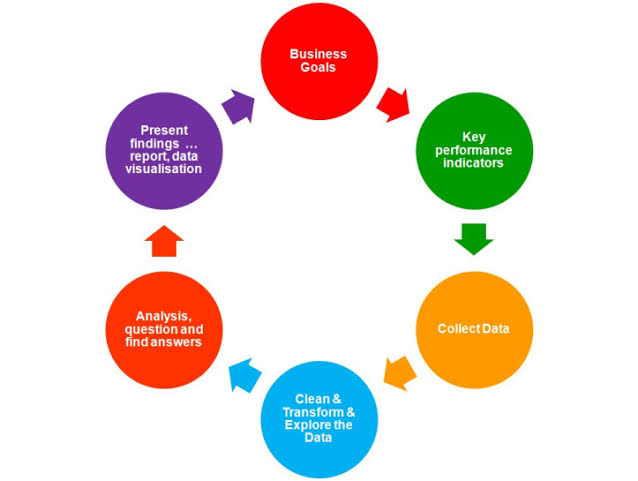 Business
Goals
Key
performance
indicators
Collect Data
Clean &
Transform &
Explore the
Data
Analysis,
question and
find answers
Present
findings ...
report, data
visualisation